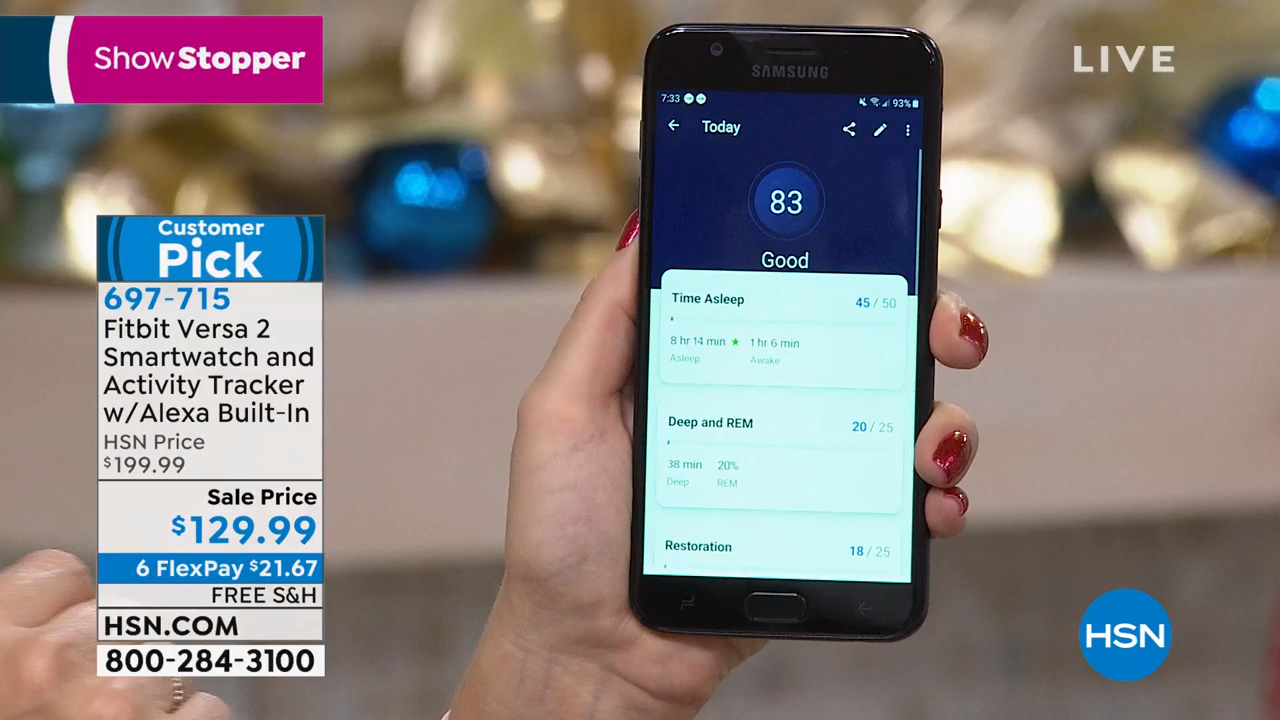 ShowStopper
LIVE
Customer
Pick
697-715
Fitbit Versa 2
Smartwatch and
Activity Tracker
w/Alexa Built-In
HSN Price
$199.99
Sale Price
$129.99
6 FlexPay $21.67
FREE S&H
HSN.COM
800-284-3100
SAMSUNG
7:33 93%
Today
83
Good
Time Asleep 45 / 50
8 hr 14 min 1 hr 6 min
Asleep Awake
Deep and REM 20 / 25
38 min 20%
Deep REM
Restoration 18 / 25
HSN